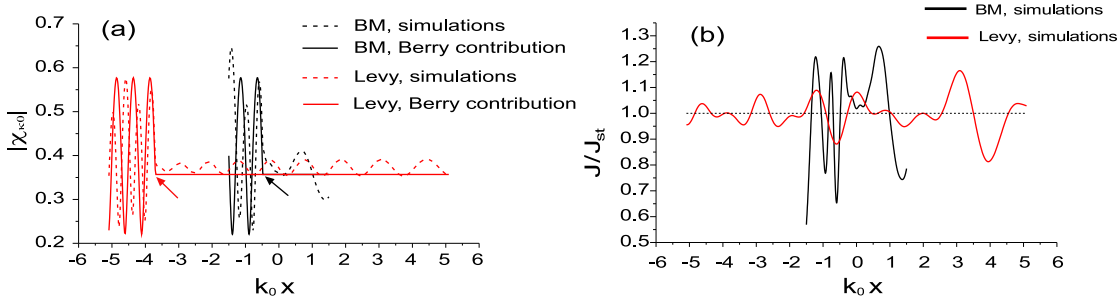 (a)
BM, simulations
BM, Berry contribution
Levy, simulations
Levy, Berry contribution
|χκ0|
0.7
0.6
0.5
0.4
0.3
0.2
-6 -5 -4 -3 -2 -1 0 1 2 3 4 5 6
k0 x
(b)
BM, simulations
Levy, simulations
J/Jst
1.3
1.2
1.1
1.0
0.9
0.8
0.7
0.6
0.5
-6 -5 -4 -3 -2 -1 0 1 2 3 4 5 6
k0 x